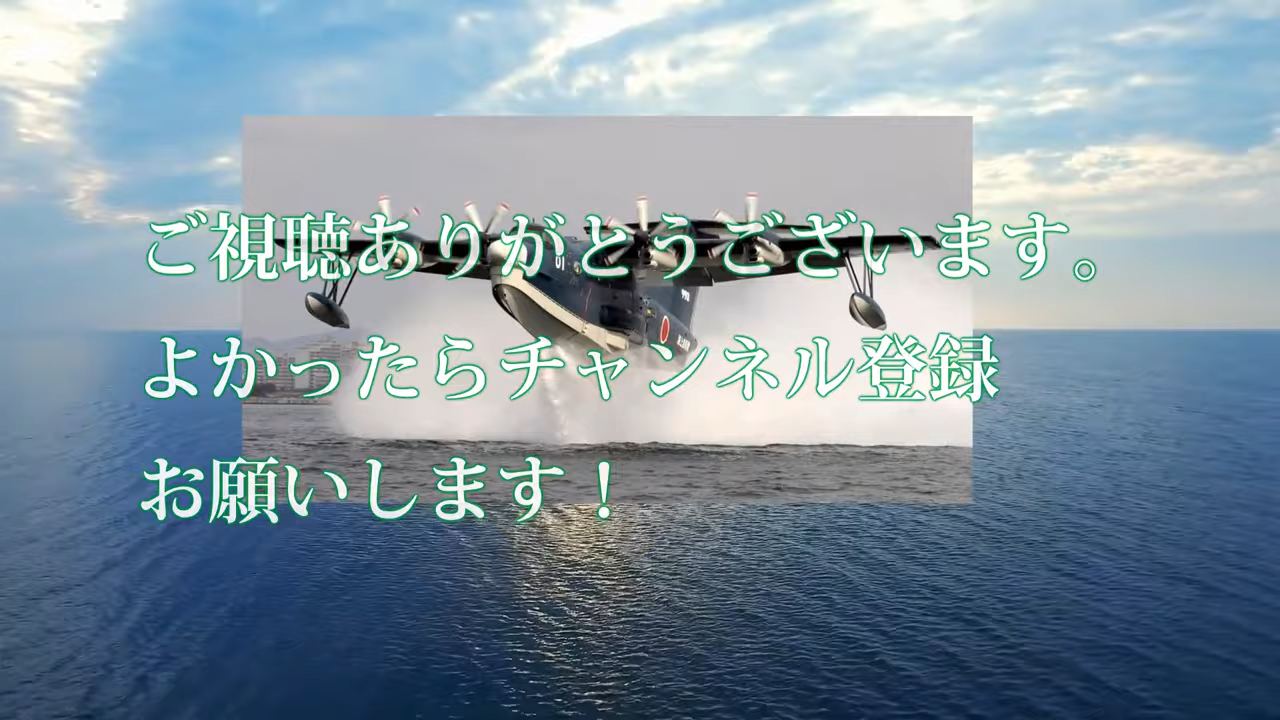 ご視聴ありがとうございます。
よかったらチャンネル登録
お願いします！
01